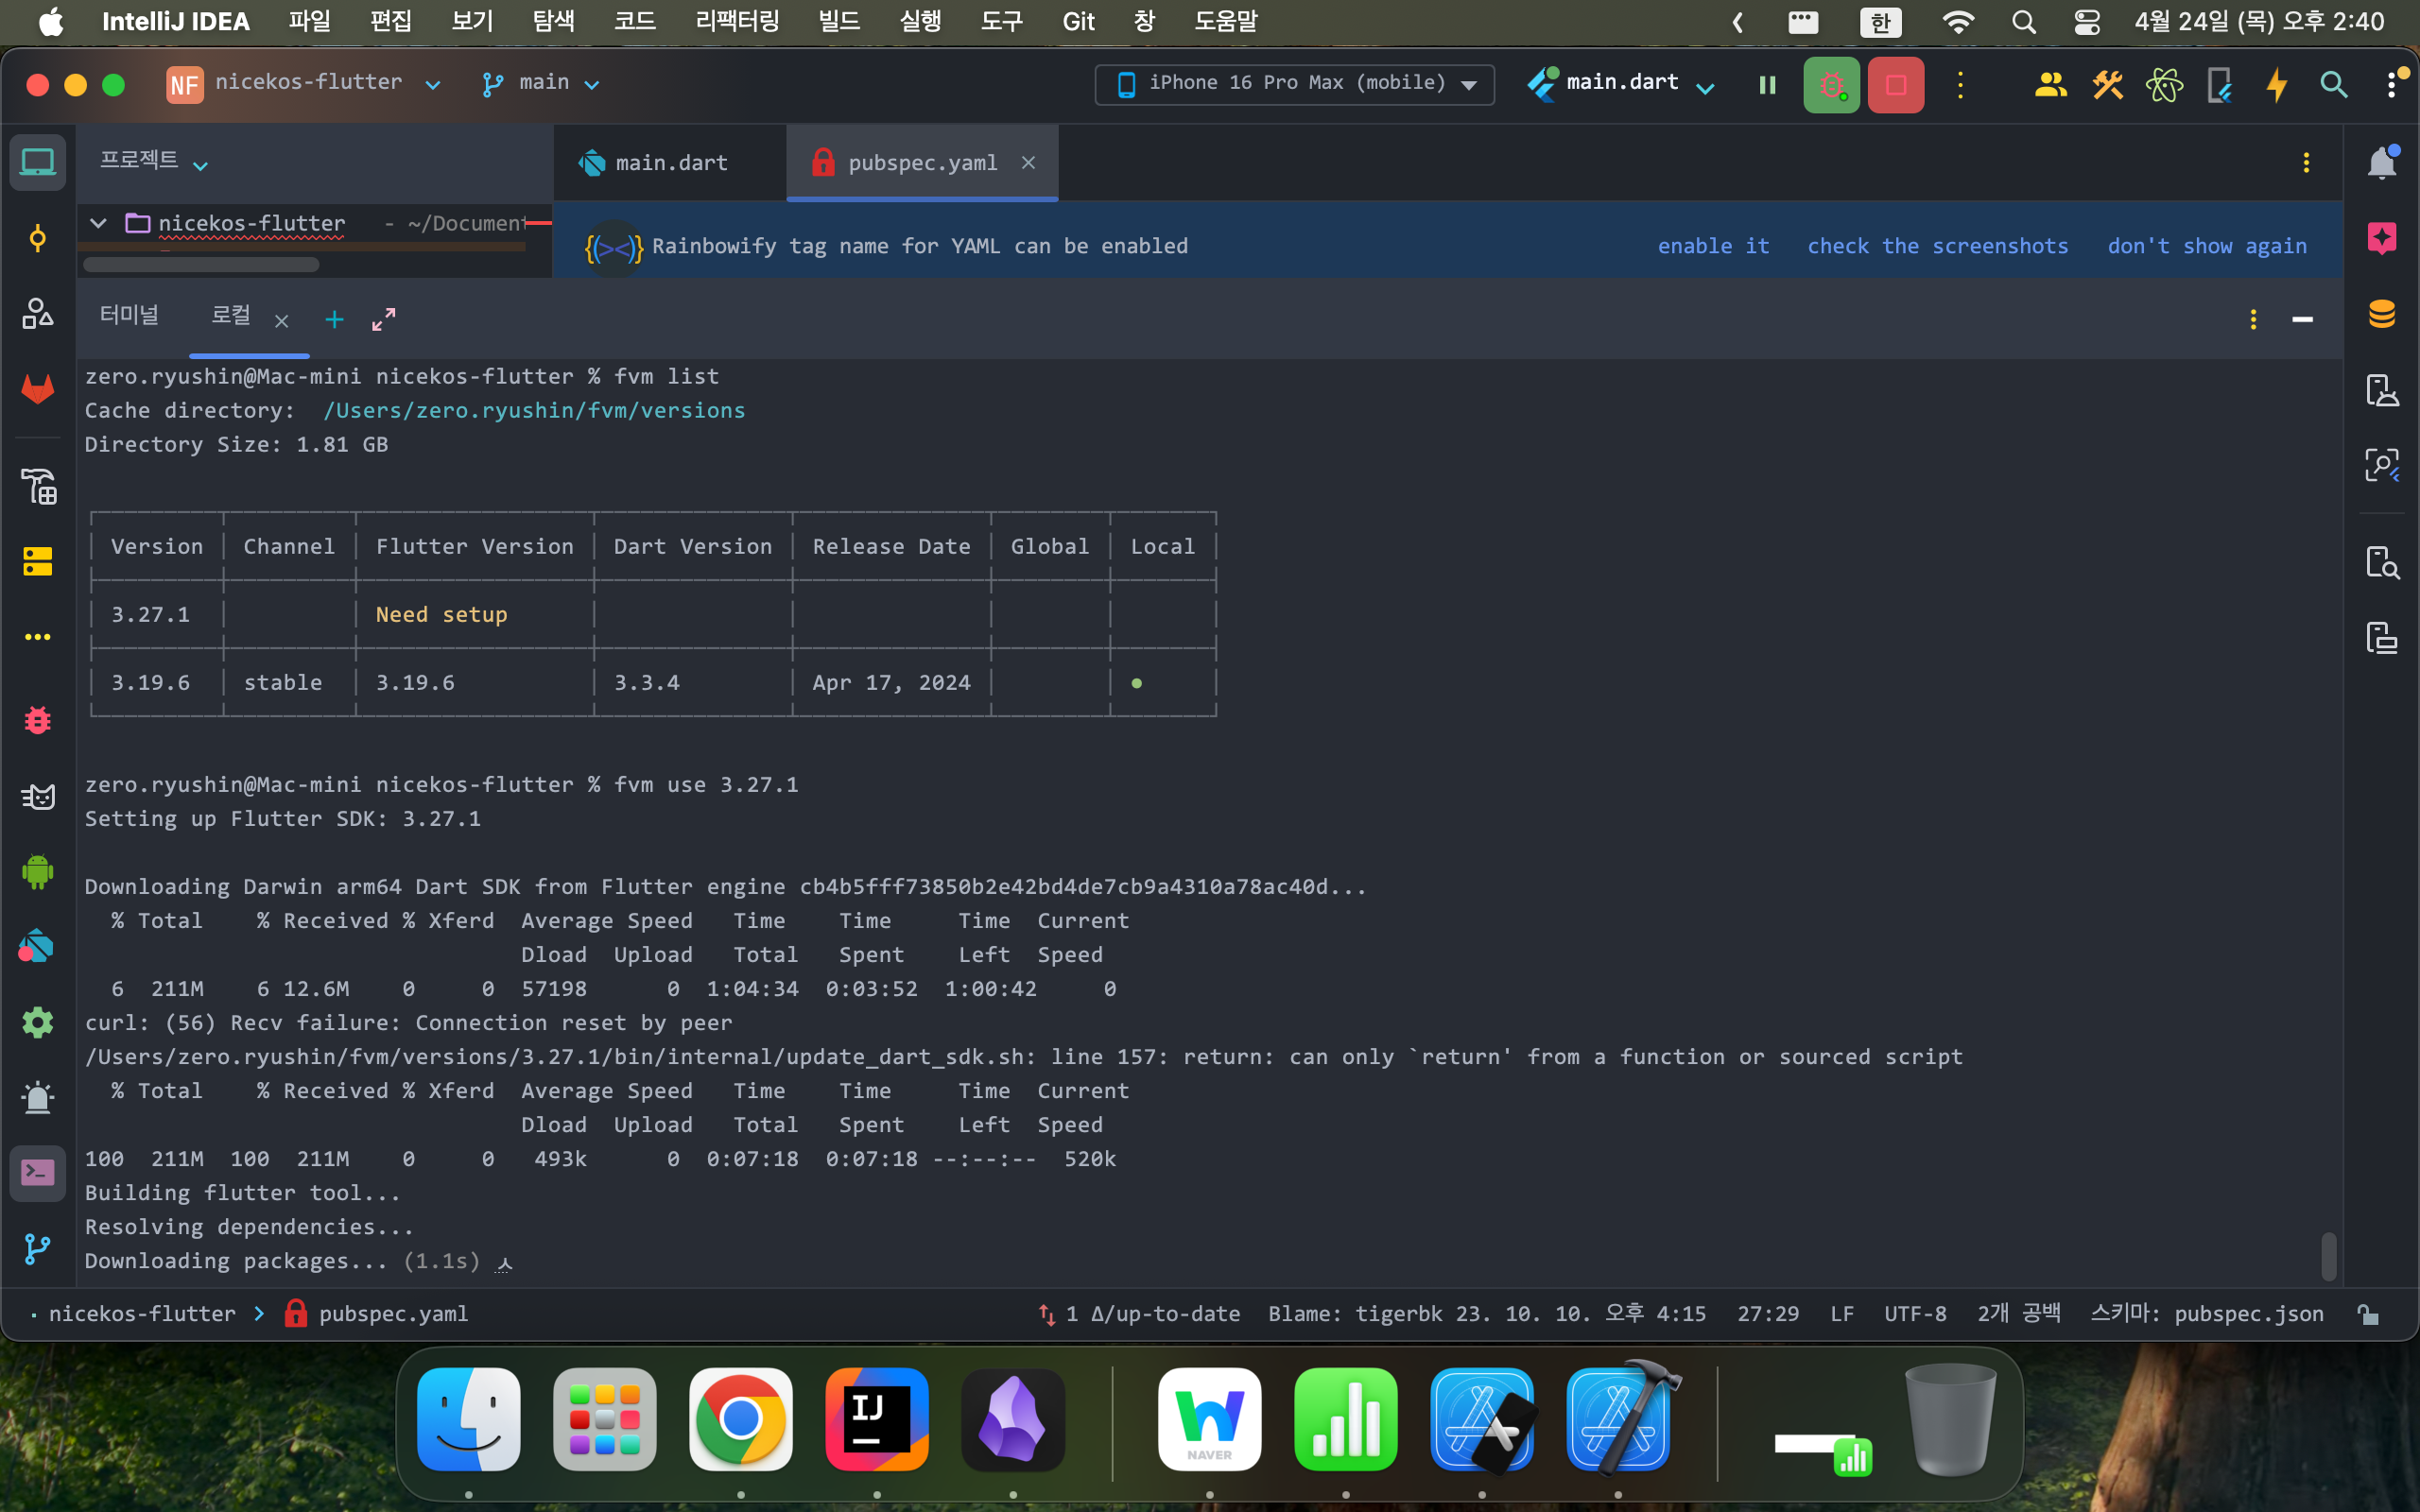 IntelliJ IDEA 파일 편집 보기 탐색 코드 리팩터링 빌드 실행 도구 Git 창 도움말 한 4월 24일 (목) 오후 2:40
NF nicekos-flutter main iPhone 16 Pro Max (mobile) main.dart
프로젝트 main.dart pubspec.yaml
nicekos-flutter - ~/Document
{(><)} Rainbowify tag name for YAML can be enabled enable it check the screenshots don't show again
터미널 로컬
zero.ryushin@Mac-mini nicekos-flutter % fvm list
Cache directory: /Users/zero.ryushin/fvm/versions
Directory Size: 1.81 GB
Version Channel Flutter Version Dart Version Release Date Global Local
3.27.1 Need setup
3.19.6 stable 3.19.6 3.3.4 Apr 17, 2024 ●
zero.ryushin@Mac-mini nicekos-flutter % fvm use 3.27.1
Setting up Flutter SDK: 3.27.1
Downloading Darwin arm64 Dart SDK from Flutter engine cb4b5fff73850b2e42bd4de7cb9a4310a78ac40d...
% Total % Received % Xferd Average Speed Time Time Time Current
Dload Upload Total Spent Left Speed
6 211M 6 12.6M 0 0 57198 0 1:04:34 0:03:52 1:00:42 0
curl: (56) Recv failure: Connection reset by peer
/Users/zero.ryushin/fvm/versions/3.27.1/bin/internal/update_dart_sdk.sh: line 157: return: can only `return' from a function or sourced script
% Total % Received % Xferd Average Speed Time Time Time Current
Dload Upload Total Spent Left Speed
100 211M 100 211M 0 0 493k 0 0:07:18 0:07:18 --:--:-- 520k
Building flutter tool...
Resolving dependencies...
Downloading packages... (1.1s) ㅅ
nicekos-flutter > pubspec.yaml 1 Δ/up-to-date Blame: tigerbk 23. 10. 10. 오후 4:15 27:29 LF UTF-8 2개 공백 스키마: pubspec.json
IJ
NAVER